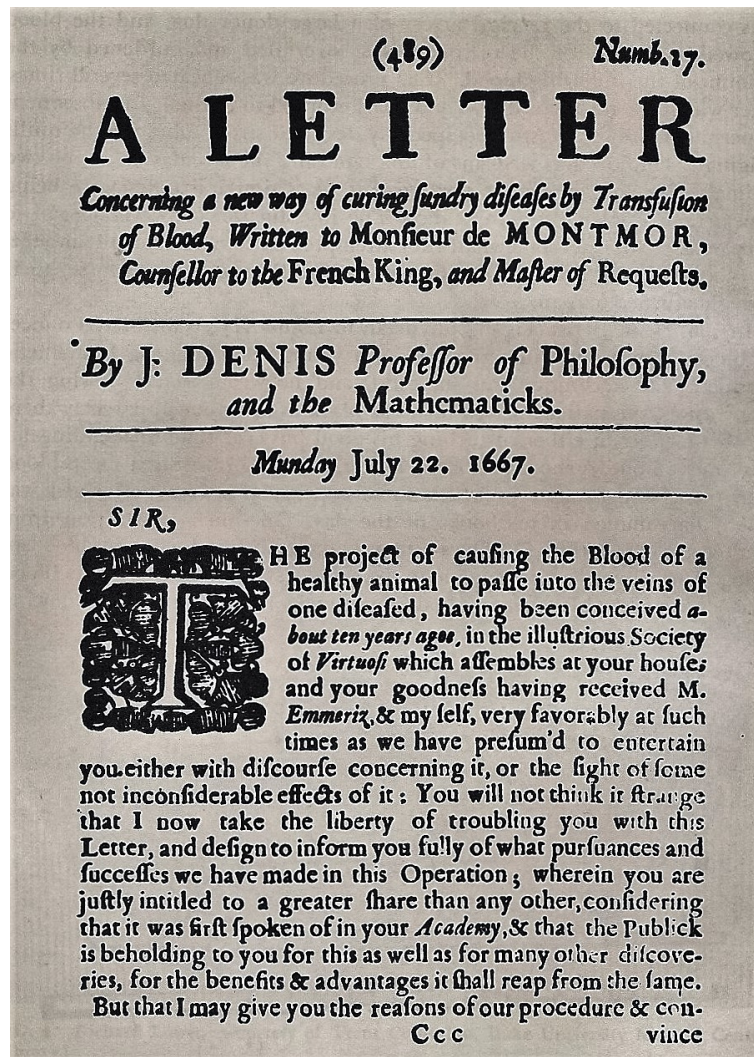 (489) Numb.27.
A LETTER
Concerning a new way of curing ſundry diſeaſes by Transfuſion
of Blood, Written to Monſieur de MONTMOR,
Counſellor to the French King, and Maſter of Requeſts.
By J: DENIS Profeſſor of Philoſophy,
and the Mathematicks.
Munday July 22. 1667.
SIR,
THE project of cauſing the Blood of a
healthy animal to paſſe into the veins of
one diſeaſed, having been conceived a-
bout ten years agoe, in the illuſtrious Society
of Virtuoſi which aſſembles at your houſe;
and your goodneſs having received M.
Emmeriz, & my ſelf, very favorably at ſuch
times as we have preſum'd to entertain
you either with diſcourſe concerning it, or the ſight of ſome
not inconſiderable effects of it : You will not think it ſtrange
that I now take the liberty of troubling you with this
Letter, and deſign to inform you fully of what purſuances and
ſucceſſes we have made in this Operation ; wherein you are
juſtly intitled to a greater ſhare than any other, conſidering
that it was firſt ſpoken of in your Academy, & that the Publick
is beholding to you for this as well as for many other diſcove-
ries, for the benefits & advantages it ſhall reap from the ſame.
But that I may give you the reaſons of our procedure & con-
Ccc vince